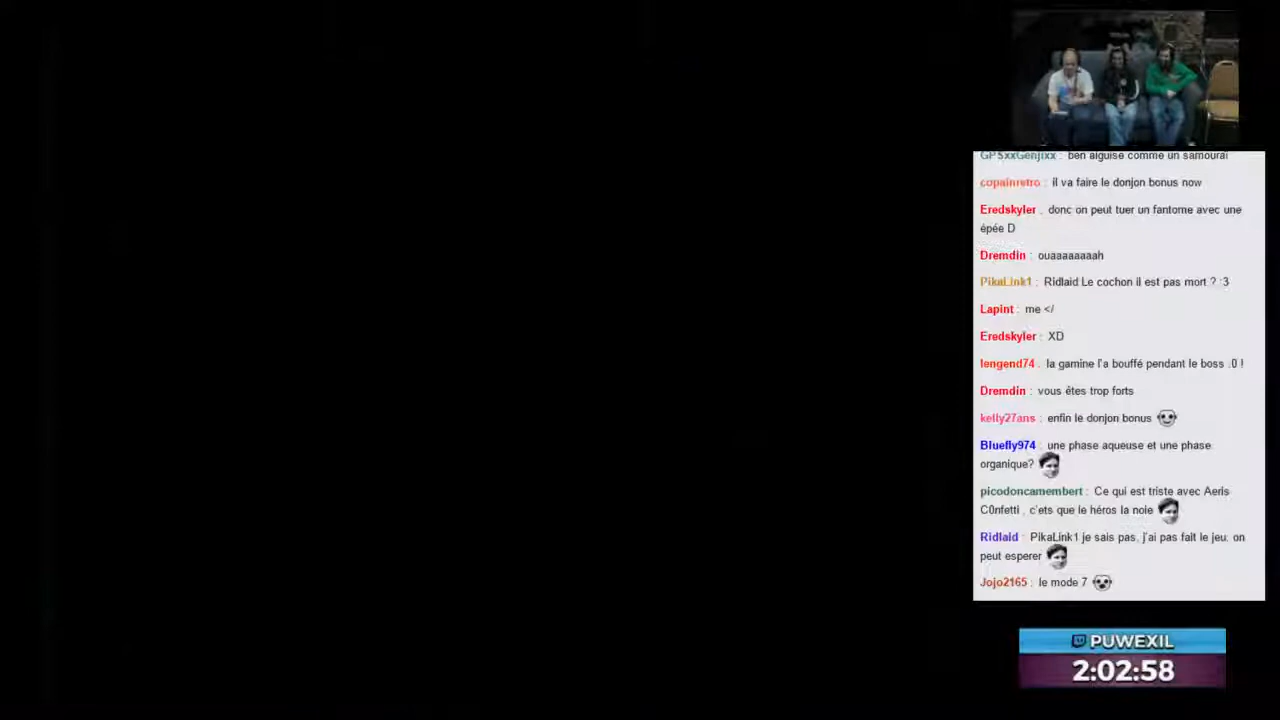 GPSxxGenjixx : ben aiguise comme un samouraï
copainretro : il va faire le donjon bonus now
Eredskyler : donc on peut tuer un fantome avec une
épée D
Dremdin : ouaaaaaaaah
PikaLink1 : Ridlaid Le cochon il est pas mort ? :3
Lapint : me </
Eredskyler : XD
lengend74 : la gamine l'a bouffé pendant le boss :0 !
Dremdin : vous êtes trop forts
kelly27ans : enfin le donjon bonus
Bluefly974 : une phase aqueuse et une phase
organique?
picodoncamembert : Ce qui est triste avec Aeris
C0nfetti , c'ets que le héros la noie
Ridlaid : PikaLink1 je sais pas, j'ai pas fait le jeu, on
peut esperer
Jojo2165 : le mode 7
PUWEXIL
2:02:58